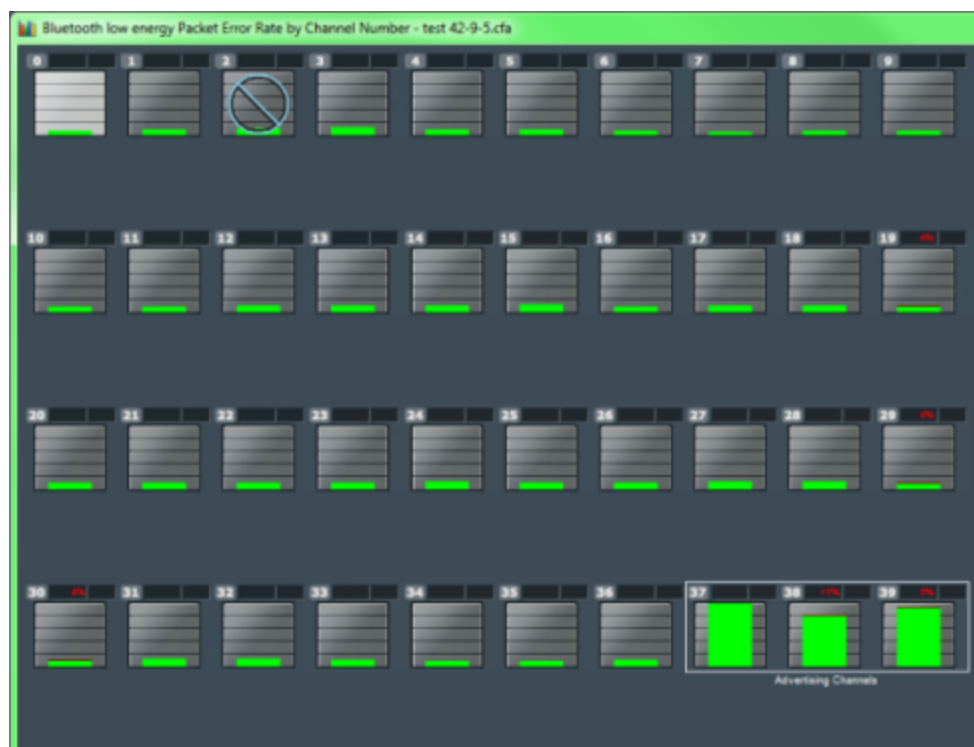 Bluetooth low energy Packet Error Rate by Channel Number - test 42-9-5.cfa
0 1 2 3 4 5 6 7 8 9
10 11 12 13 14 15 16 17 18 19
20 21 22 23 24 25 26 27 28 29
30 31 32 33 34 35 36 37 38 <1% 39
Advertising Channels